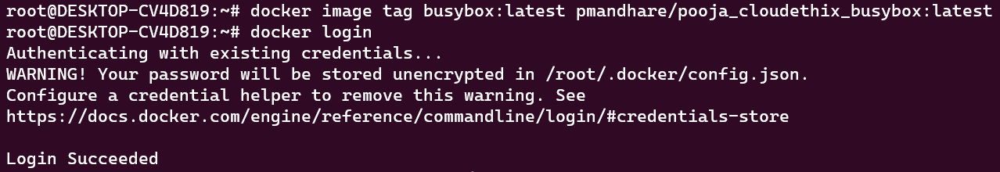 root@DESKTOP-CV4D819:~# docker image tag busybox:latest pmandhare/pooja_cloudethix_busybox:latest
root@DESKTOP-CV4D819:~# docker login
Authenticating with existing credentials...
WARNING! Your password will be stored unencrypted in /root/.docker/config.json.
Configure a credential helper to remove this warning. See
https://docs.docker.com/engine/reference/commandline/login/#credentials-store

Login Succeeded